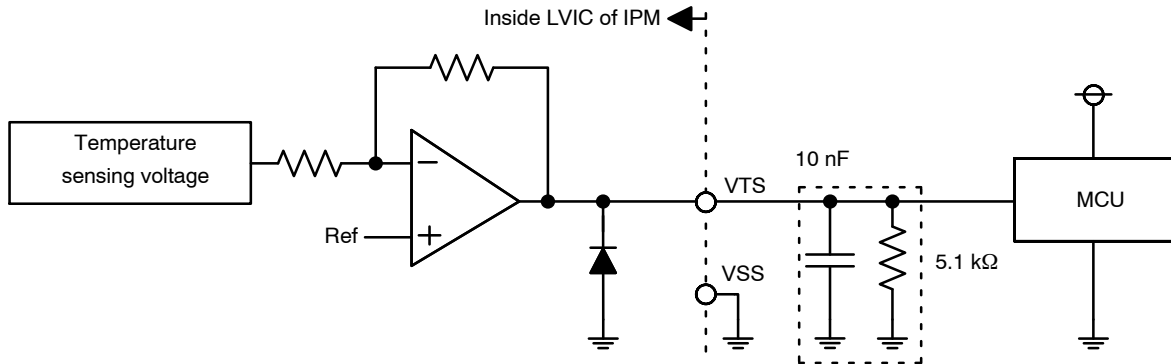 Inside LVIC of IPM
Temperature
sensing voltage
−
+
Ref
VTS
VSS
10 nF
5.1 kΩ
MCU